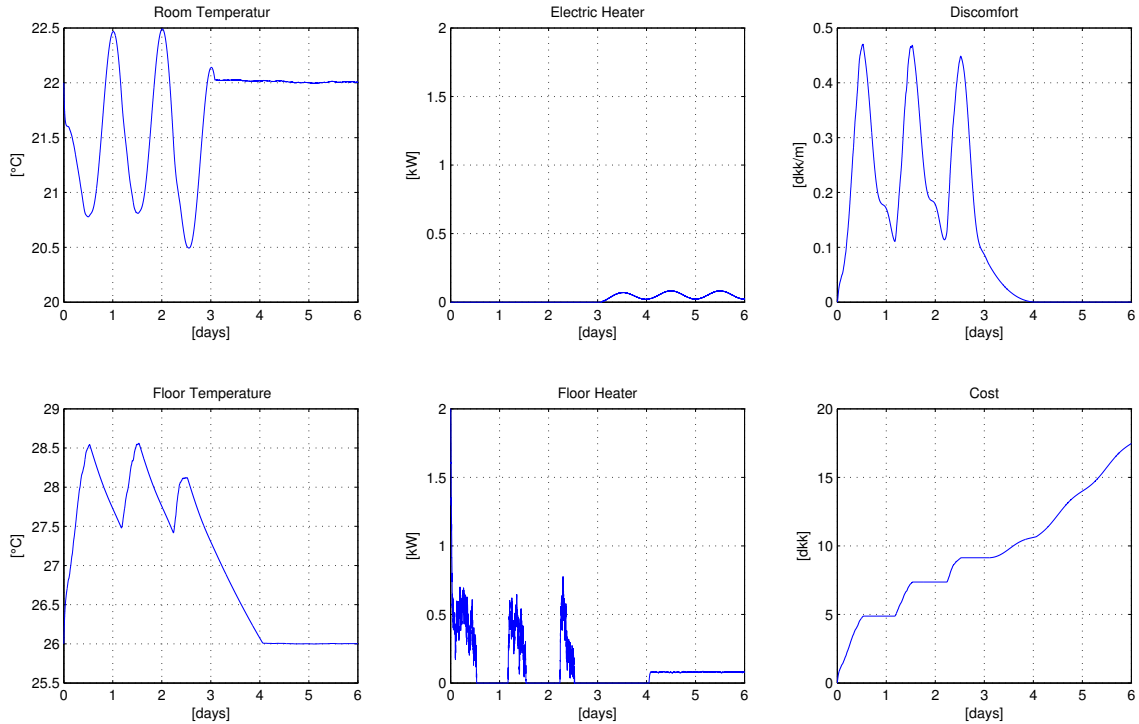 Room Temperatur
22.5
22
21.5
21
20.5
20
[°C]
0 1 2 3 4 5 6
[days]
Electric Heater
2
1.5
1
0.5
0
[kW]
0 1 2 3 4 5 6
[days]
Discomfort
0.5
0.4
0.3
0.2
0.1
0
[dkk/m]
0 1 2 3 4 5 6
[days]
Floor Temperature
29
28.5
28
27.5
27
26.5
26
25.5
[°C]
0 1 2 3 4 5 6
[days]
Floor Heater
2
1.5
1
0.5
0
[kW]
0 1 2 3 4 5 6
[days]
Cost
20
15
10
5
0
[dkk]
0 1 2 3 4 5 6
[days]